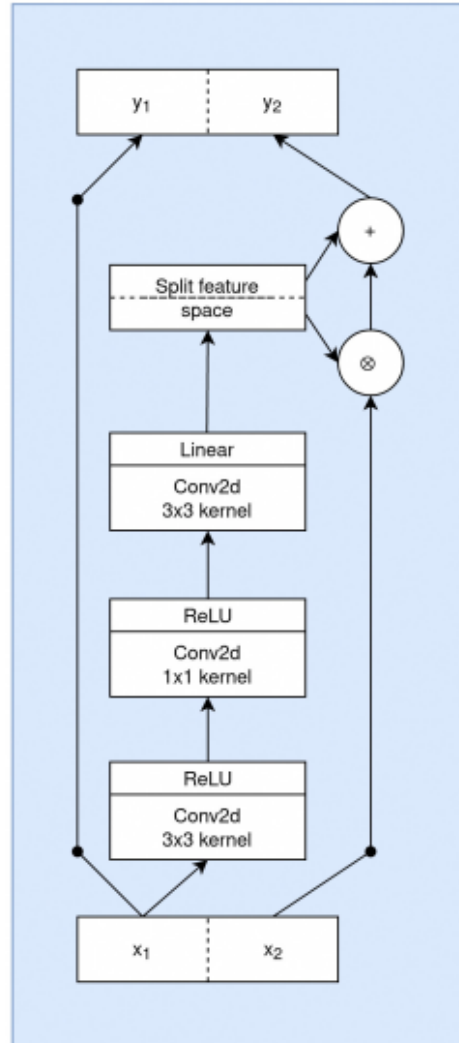 y₁ y₂
+
Split feature
space
⊗
Linear
Conv2d
3x3 kernel
ReLU
Conv2d
1x1 kernel
ReLU
Conv2d
3x3 kernel
x₁ x₂